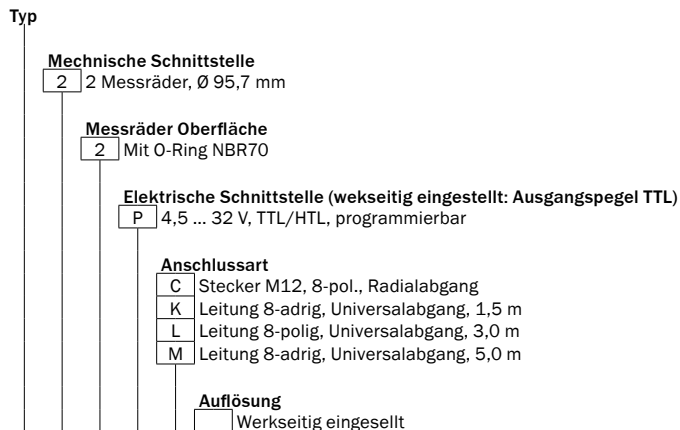 Typ
Mechnische Schnittstelle
2 2 Messräder, Ø 95,7 mm
Messräder Oberfläche
2 Mit O-Ring NBR70
Elektrische Schnittstelle (wekseitig eingestellt: Ausgangspegel TTL)
P 4,5 ... 32 V, TTL/HTL, programmierbar
Anschlussart
C Stecker M12, 8-pol., Radialabgang
K Leitung 8-adrig, Universalabgang, 1,5 m
L Leitung 8-polig, Universalabgang, 3,0 m
M Leitung 8-adrig, Universalabgang, 5,0 m
Auflösung
Werkseitig eingesellt